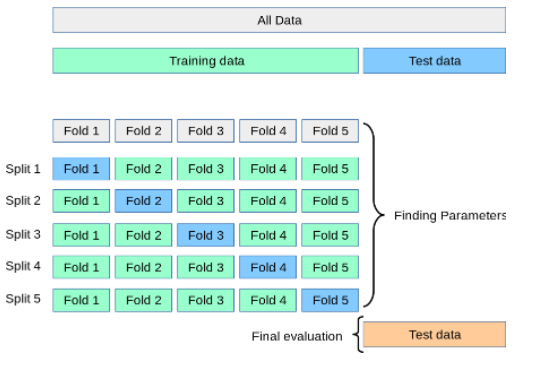 All Data
Training data Test data
Fold 1 Fold 2 Fold 3 Fold 4 Fold 5
Split 1 Fold 1 Fold 2 Fold 3 Fold 4 Fold 5
Split 2 Fold 1 Fold 2 Fold 3 Fold 4 Fold 5
Finding Parameters
Split 3 Fold 1 Fold 2 Fold 3 Fold 4 Fold 5
Split 4 Fold 1 Fold 2 Fold 3 Fold 4 Fold 5
Split 5 Fold 1 Fold 2 Fold 3 Fold 4 Fold 5
Final evaluation Test data